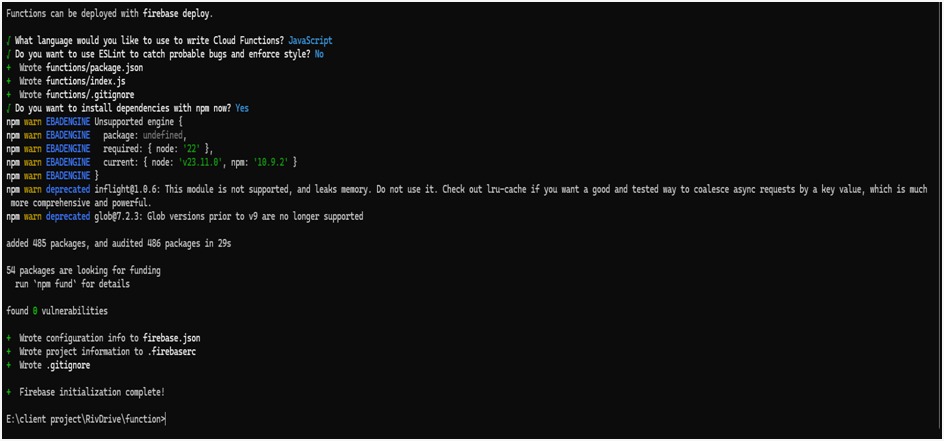 Functions can be deployed with firebase deploy.
√ What language would you like to use to write Cloud Functions? JavaScript
√ Do you want to use ESLint to catch probable bugs and enforce style? No
+  Wrote functions/package.json
+  Wrote functions/index.js
+  Wrote functions/.gitignore
√ Do you want to install dependencies with npm now? Yes
npm warn EBADENGINE Unsupported engine {
npm warn EBADENGINE   package: undefined,
npm warn EBADENGINE   required: { node: '22' },
npm warn EBADENGINE   current: { node: 'v23.11.0', npm: '10.9.2' }
npm warn EBADENGINE }
npm warn deprecated inflight@1.0.6: This module is not supported, and leaks memory. Do not use it. Check out lru-cache if you want a good and tested way to coalesce async requests by a key value, which is much
more comprehensive and powerful.
npm warn deprecated glob@7.2.3: Glob versions prior to v9 are no longer supported
added 485 packages, and audited 486 packages in 29s
54 packages are looking for funding
  run `npm fund` for details
found 0 vulnerabilities
+  Wrote configuration info to firebase.json
+  Wrote project information to .firebaserc
+  Wrote .gitignore
+  Firebase initialization complete!
E:\client project\RivDrive\function>